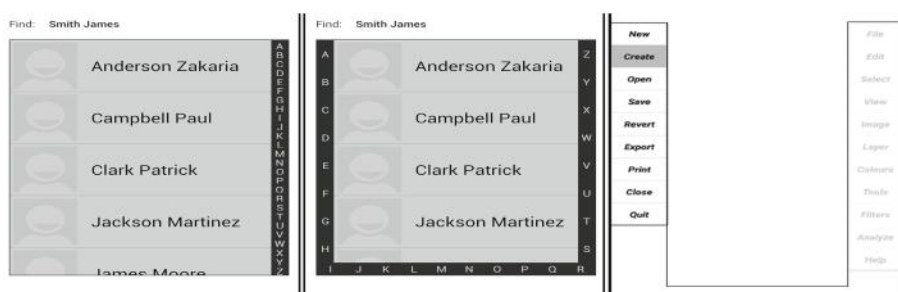 Find: Smith James
A
B
C
D
E
F
G
H
I
J
K
L
M
N
O
P
Q
R
S
T
U
V
W
X
Y
Z
Anderson Zakaria
Campbell Paul
Clark Patrick
Jackson Martinez
James Moore
Find: Smith James
A
B
C
D
E
F
G
H
I J K L M N O P Q R
Z
Y
X
W
V
U
T
S
Anderson Zakaria
Campbell Paul
Clark Patrick
Jackson Martinez
New
Create
Open
Save
Revert
Export
Print
Close
Quit
File
Edit
Select
View
Image
Layer
Colours
Tools
Filters
Analyze
Help